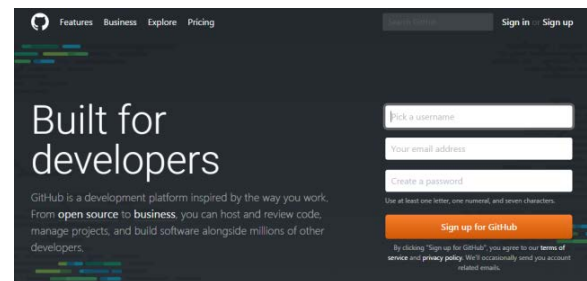 Features Business Explore Pricing
Search GitHub
Sign in or Sign up
Built for
developers
GitHub is a development platform inspired by the way you work.
From open source to business, you can host and review code,
manage projects, and build software alongside millions of other
developers.
Pick a username
Your email address
Create a password
Use at least one letter, one numeral, and seven characters.
Sign up for GitHub
By clicking "Sign up for GitHub", you agree to our terms of
service and privacy policy. We'll occasionally send you account
related emails.